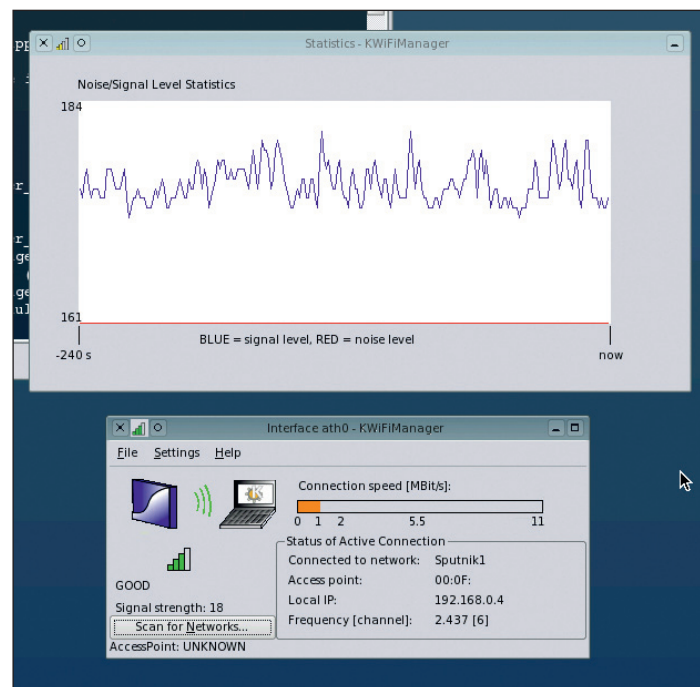 Statistics - KWiFiManager
Noise/Signal Level Statistics
184
161
BLUE = signal level, RED = noise level
-240 s
now
Interface ath0 - KWiFiManager
File Settings Help
Connection speed [MBit/s]:
0 1 2 5.5 11
Status of Active Connection
Connected to network: Sputnik1
Access point: 00:0F:
Local IP: 192.168.0.4
Frequency [channel]: 2.437 [6]
GOOD
Signal strength: 18
Scan for Networks...
AccessPoint: UNKNOWN